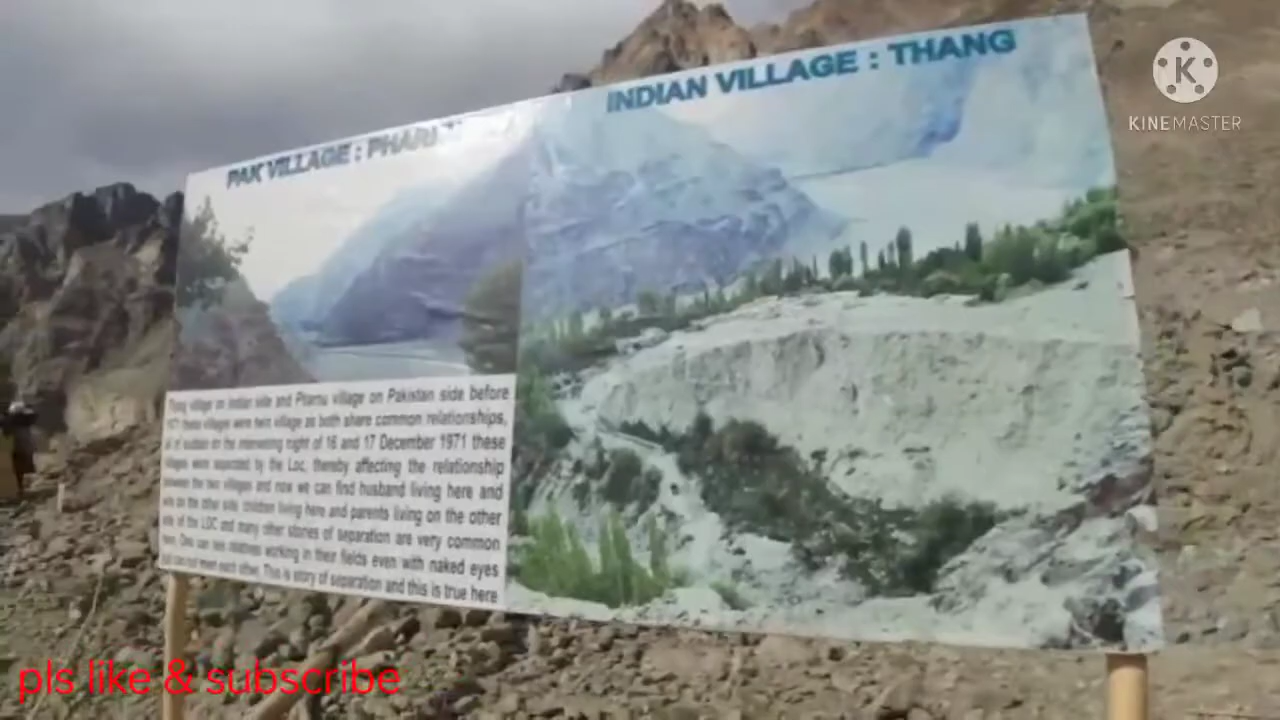 INDIAN VILLAGE : THANG
PAK VILLAGE :
K
KINEMASTER
village on Indian side and village on Pakistan side before
1971 these villages were twin village as both share common relationships,
of sudden on the intervening night of 16 and 17 December 1971 these
villages were separated by the Loc, thereby affecting the relationship
between the two villages and now we can find husband living here and
wife on the other side, children living here and parents living on the other
side of the LOC and many other stories of separation are very common
here. One can see relatives working in their fields even with naked eyes
can not meet each other. This is story of separation and this is true here
pls like & subscribe